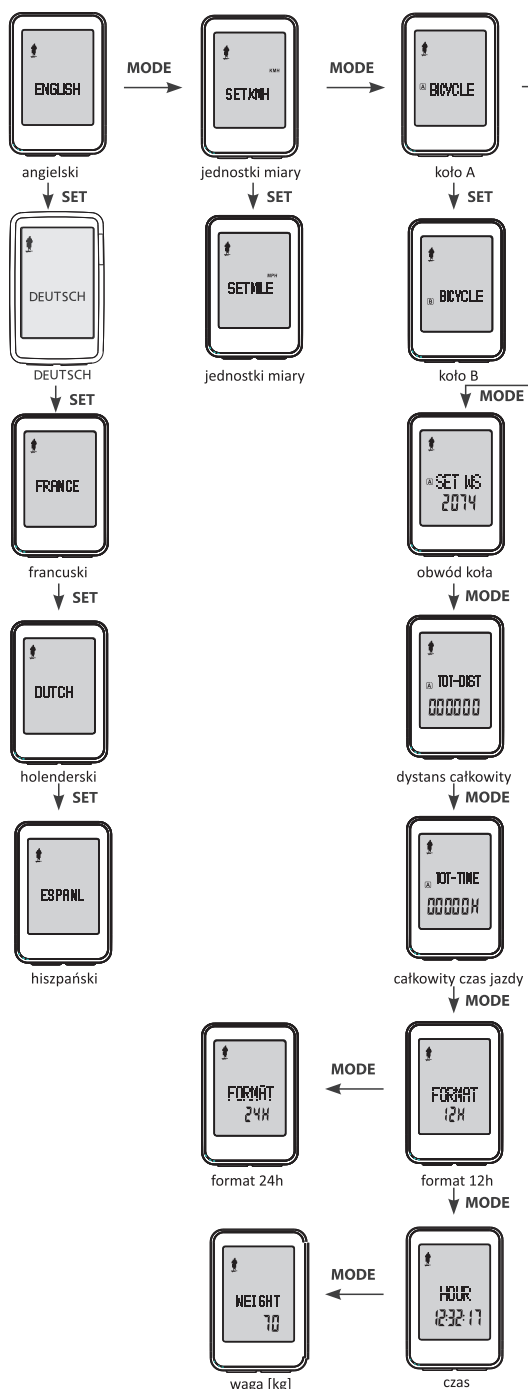 ENGLISH
MODE
KMH
SET.KMH
MODE
A BICYCLE
angielski
jednostki miary
koło A
SET
SET
SET
DEUTSCH
MPH
SETMILE
B BICYCLE
DEUTSCH
jednostki miary
koło B
SET
MODE
FRANCE
A SET WS
2074
francuski
obwód koła
SET
MODE
DUTCH
A TOT-DIST
000000
holenderski
dystans całkowity
SET
MODE
ESPANL
A TOT-TIME
00000H
hiszpański
całkowity czas jazdy
MODE
FORMAT
24H
MODE
FORMAT
12H
format 24h
format 12h
MODE
WEIGHT
70
MODE
HOUR
12:32:17
waga [kg]
czas